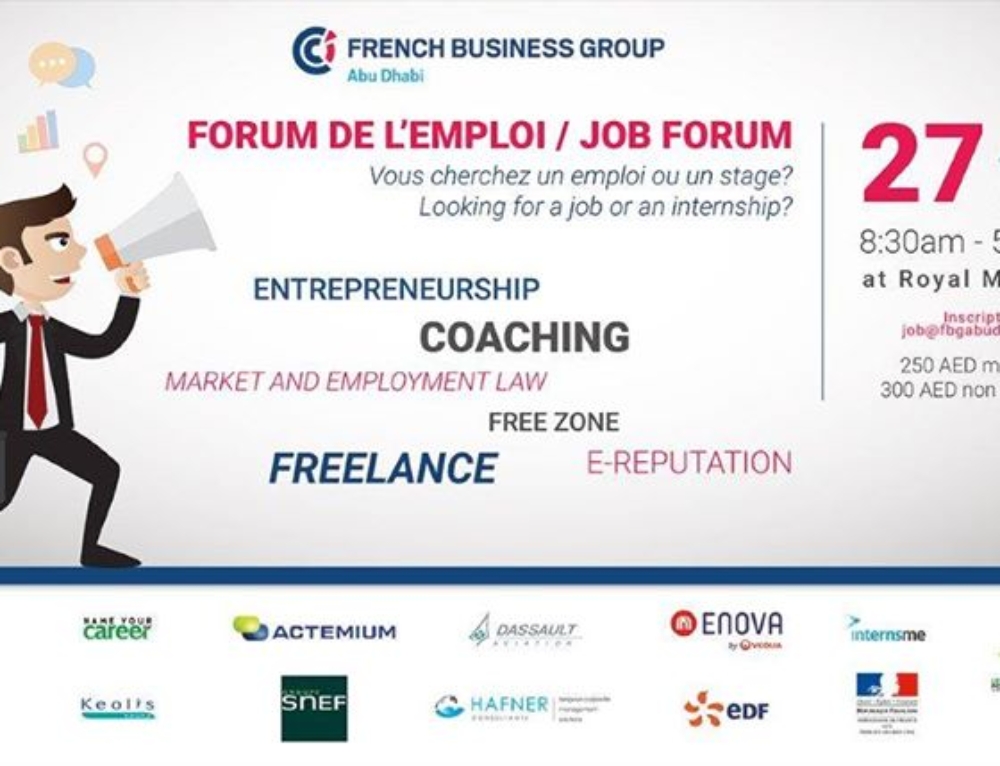 FRENCH BUSINESS GROUP
Abu Dhabi
FORUM DE L'EMPLOI / JOB FORUM
Vous cherchez un emploi ou un stage?
Looking for a job or an internship?
ENTREPRENEURSHIP
COACHING
MARKET AND EMPLOYMENT LAW
FREE ZONE
FREELANCE
E-REPUTATION
27
8:30am - 5
at Royal M
Inscript
job@fbgabud
250 AED m
300 AED non
NAME YOUR
career
ACTEMIUM
DASSAULT
AVIATION
ENOVA
by VEOLIA
internsme
Keolis
GROUPE
SNEF
HAFNER
CONSULTANTS
EDF